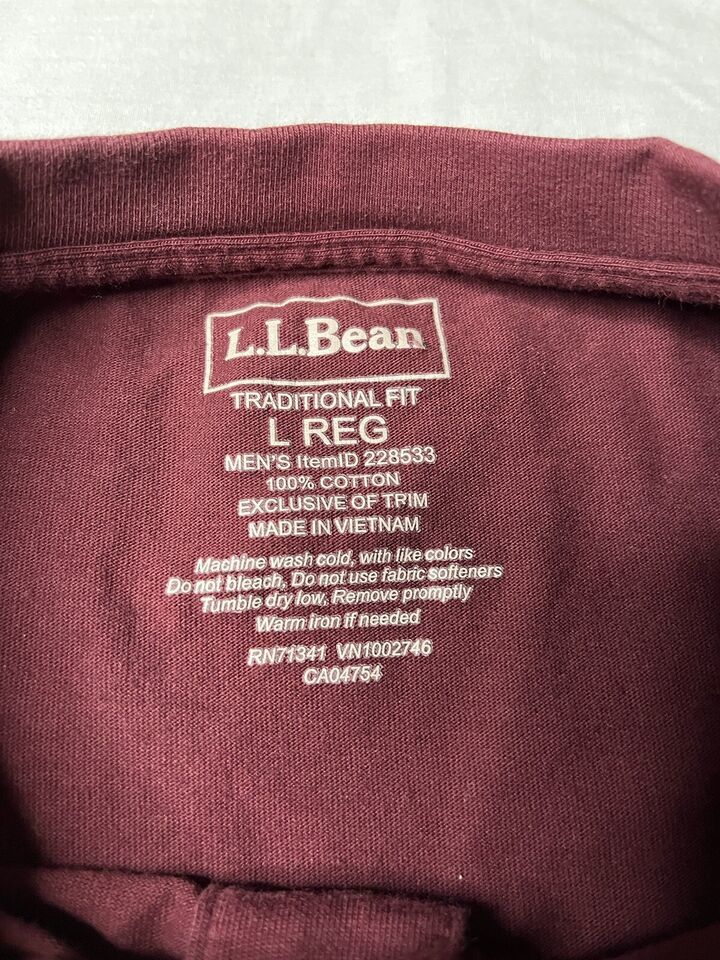 L.L.Bean
TRADITIONAL FIT
L REG
MEN'S ItemID 228533
100% COTTON
EXCLUSIVE OF TRIM
MADE IN VIETNAM
Machine wash cold, with like colors
Do not bleach, Do not use fabric softeners
Tumble dry low, Remove promptly
Warm iron if needed
RN71341 VN1002746
CA04754